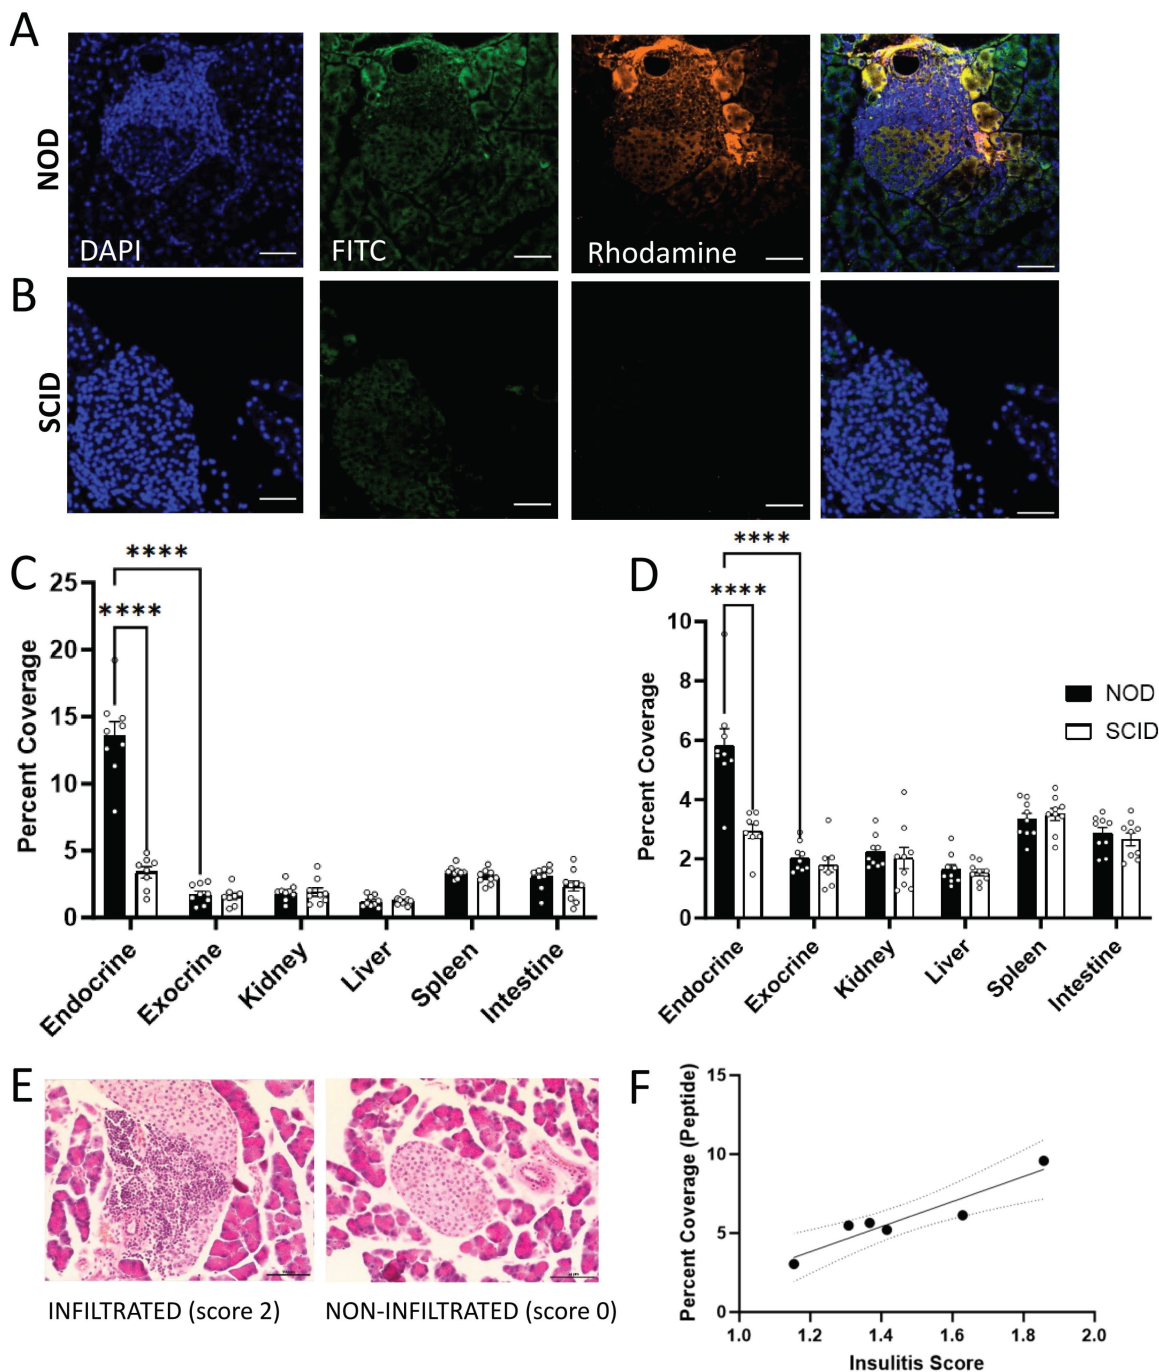 A
NOD
DAPI
FITC
Rhodamine
B
SCID
C
D
****
****
25
20
15
10
5
0
Percent Coverage
Endocrine
Exocrine
Kidney
Liver
Spleen
Intestine
****
****
10
8
6
4
2
0
Percent Coverage
Endocrine
Exocrine
Kidney
Liver
Spleen
Intestine
NOD
SCID
E
INFILTRATED (score 2)
NON-INFILTRATED (score 0)
F
Percent Coverage (Peptide)
15
10
5
0
1.0 1.2 1.4 1.6 1.8 2.0
Insulitis Score